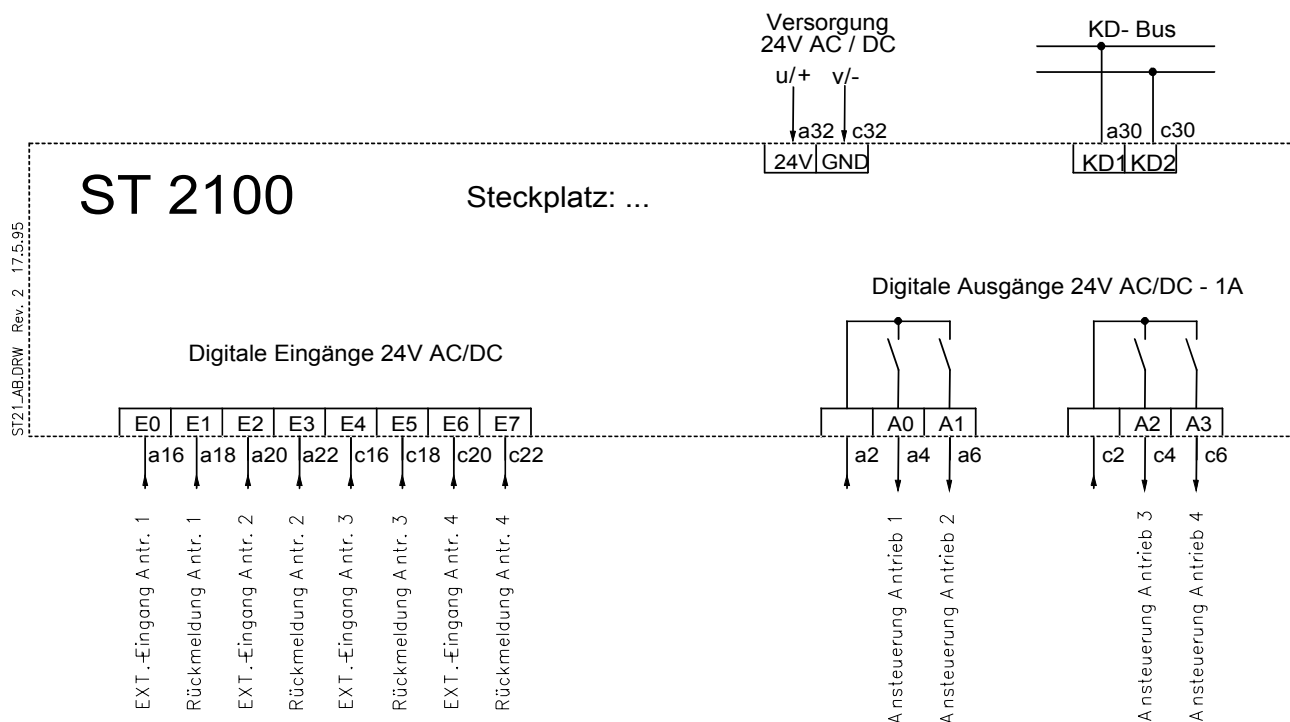 Versorgung
24V AC / DC
u/+ v/-
KD- Bus
a32 c32
a30 c30
24V GND
KD1 KD2
ST 2100
Steckplatz: ...
ST21_AB.DRW Rev. 2 17.5.95
Digitale Ausgänge 24V AC/DC - 1A
Digitale Eingänge 24V AC/DC
E0 E1 E2 E3 E4 E5 E6 E7
A0 A1
A2 A3
a16 a18 a20 a22 c16 c18 c20 c22
a2 a4 a6
c2 c4 c6
EXT.-Eingang Antr. 1
Rückmeldung Antr. 1
EXT.-Eingang Antr. 2
Rückmeldung Antr. 2
EXT.-Eingang Antr. 3
Rückmeldung Antr. 3
EXT.-Eingang Antr. 4
Rückmeldung Antr. 4
Ansteuerung Antrieb 1
Ansteuerung Antrieb 2
Ansteuerung Antrieb 3
Ansteuerung Antrieb 4